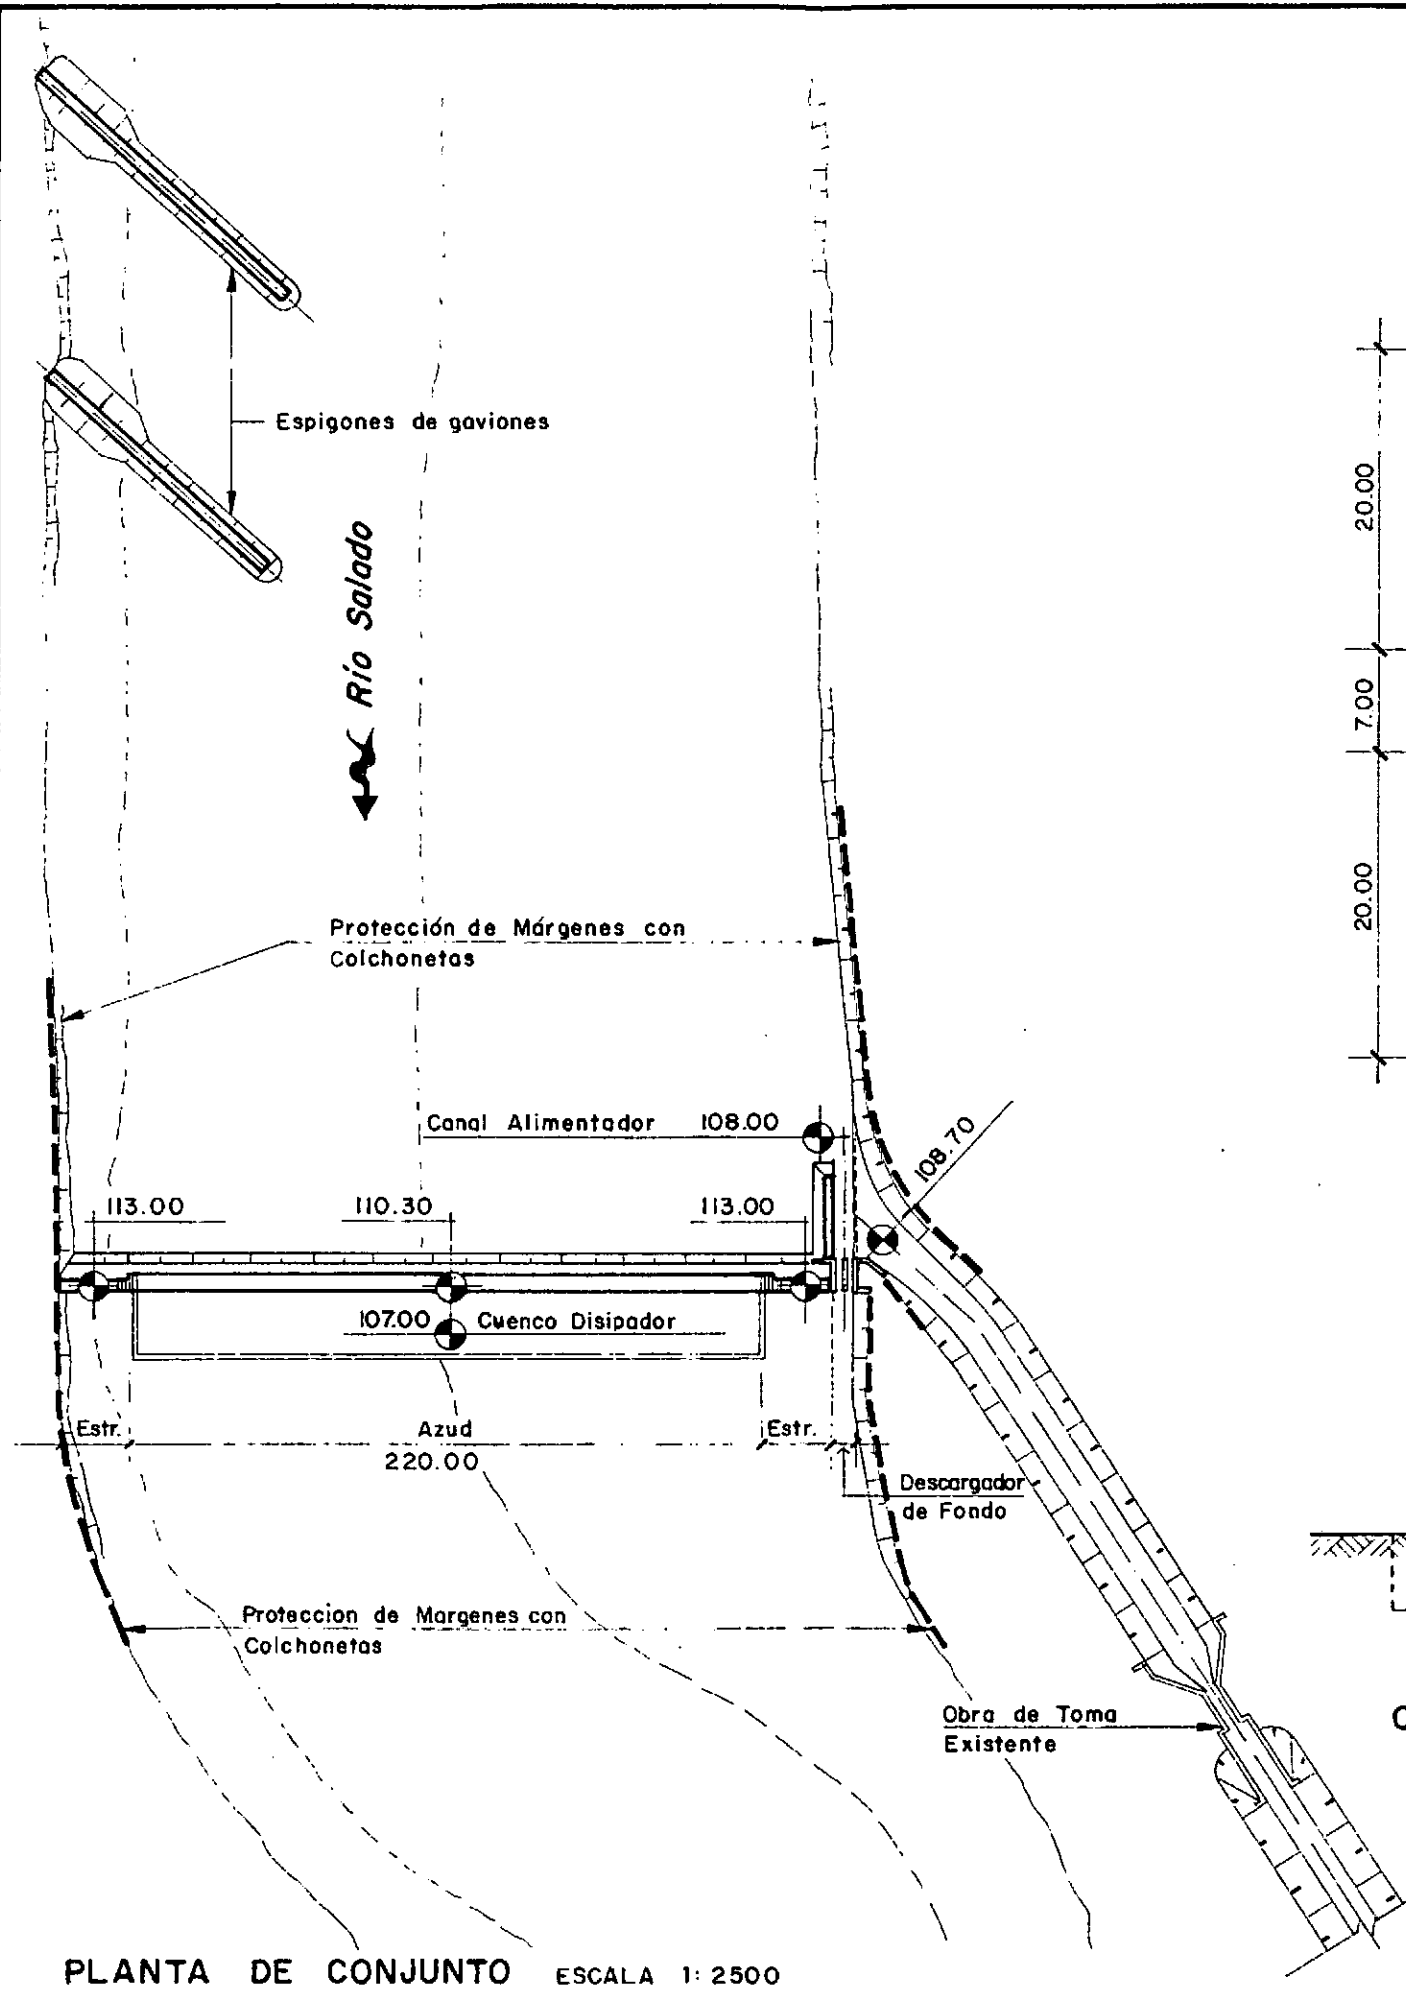 Espigones de gaviones
Río Salado
20.00
7.00
20.00
Protección de Márgenes con
Colchonetas
Canal Alimentador 108.00
108.70
113.00
110.30
113.00
107.00 Cuenco Disipador
Estr.
Azud
220.00
Estr.
Descargador
de Fondo
Proteccion de Margenes con
Colchonetas
Obra de Toma
Existente
PLANTA DE CONJUNTO ESCALA 1: 2500